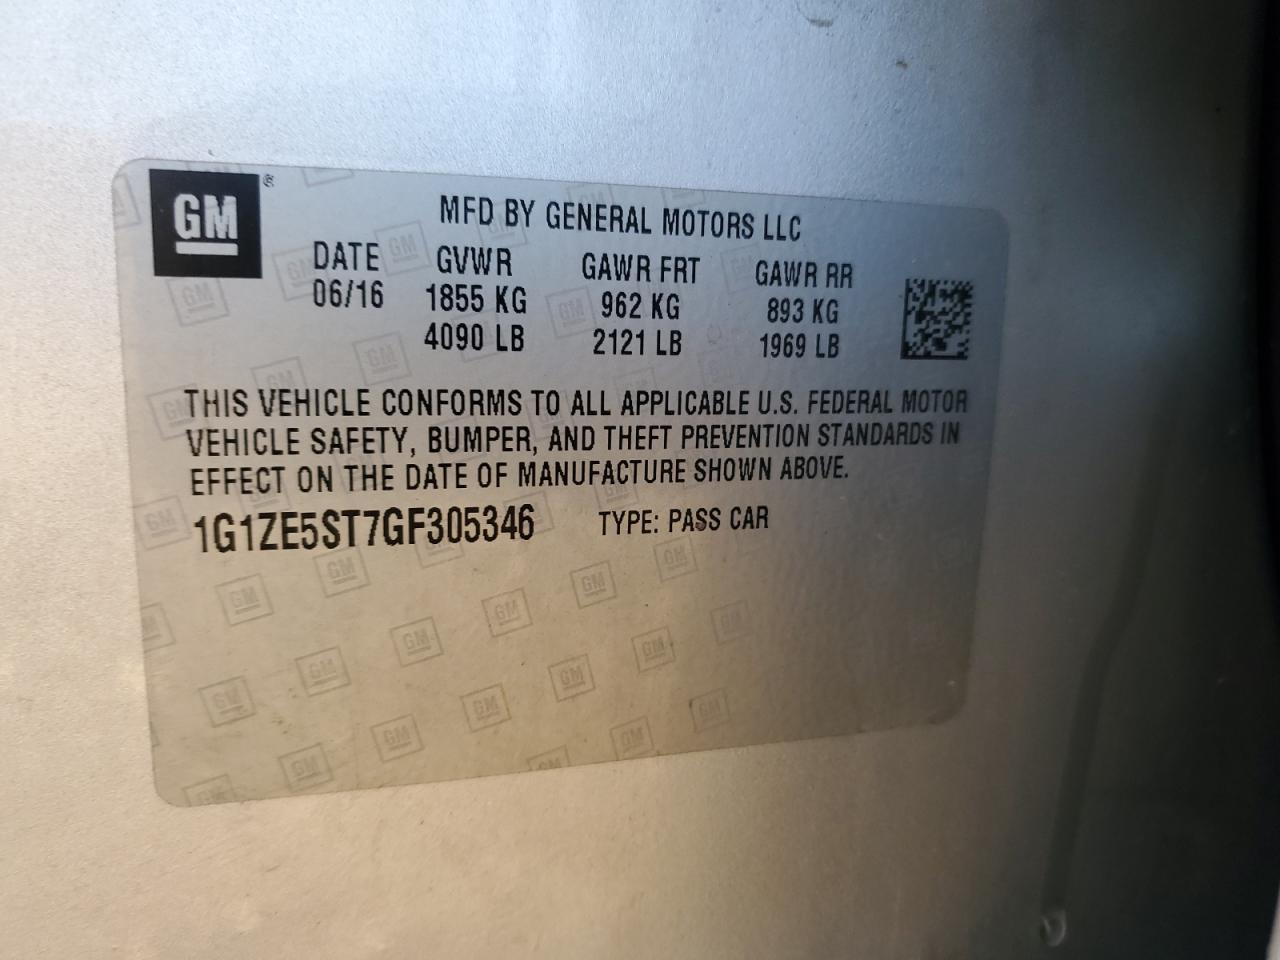 GM ®
MFD BY GENERAL MOTORS LLC
DATE GVWR GAWR FRT GAWR RR
06/16 1855 KG 962 KG 893 KG
4090 LB 2121 LB 1969 LB
THIS VEHICLE CONFORMS TO ALL APPLICABLE U.S. FEDERAL MOTOR
VEHICLE SAFETY, BUMPER, AND THEFT PREVENTION STANDARDS IN
EFFECT ON THE DATE OF MANUFACTURE SHOWN ABOVE.
1G1ZE5ST7GF305346 TYPE: PASS CAR